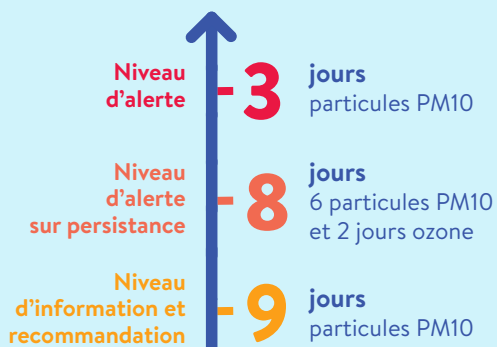 Niveau
d'alerte
3
jours
particules PM10
Niveau
d'alerte
sur persistance
8
jours
6 particules PM10
et 2 jours ozone
Niveau
d'information et
recommandation
9
jours
particules PM10